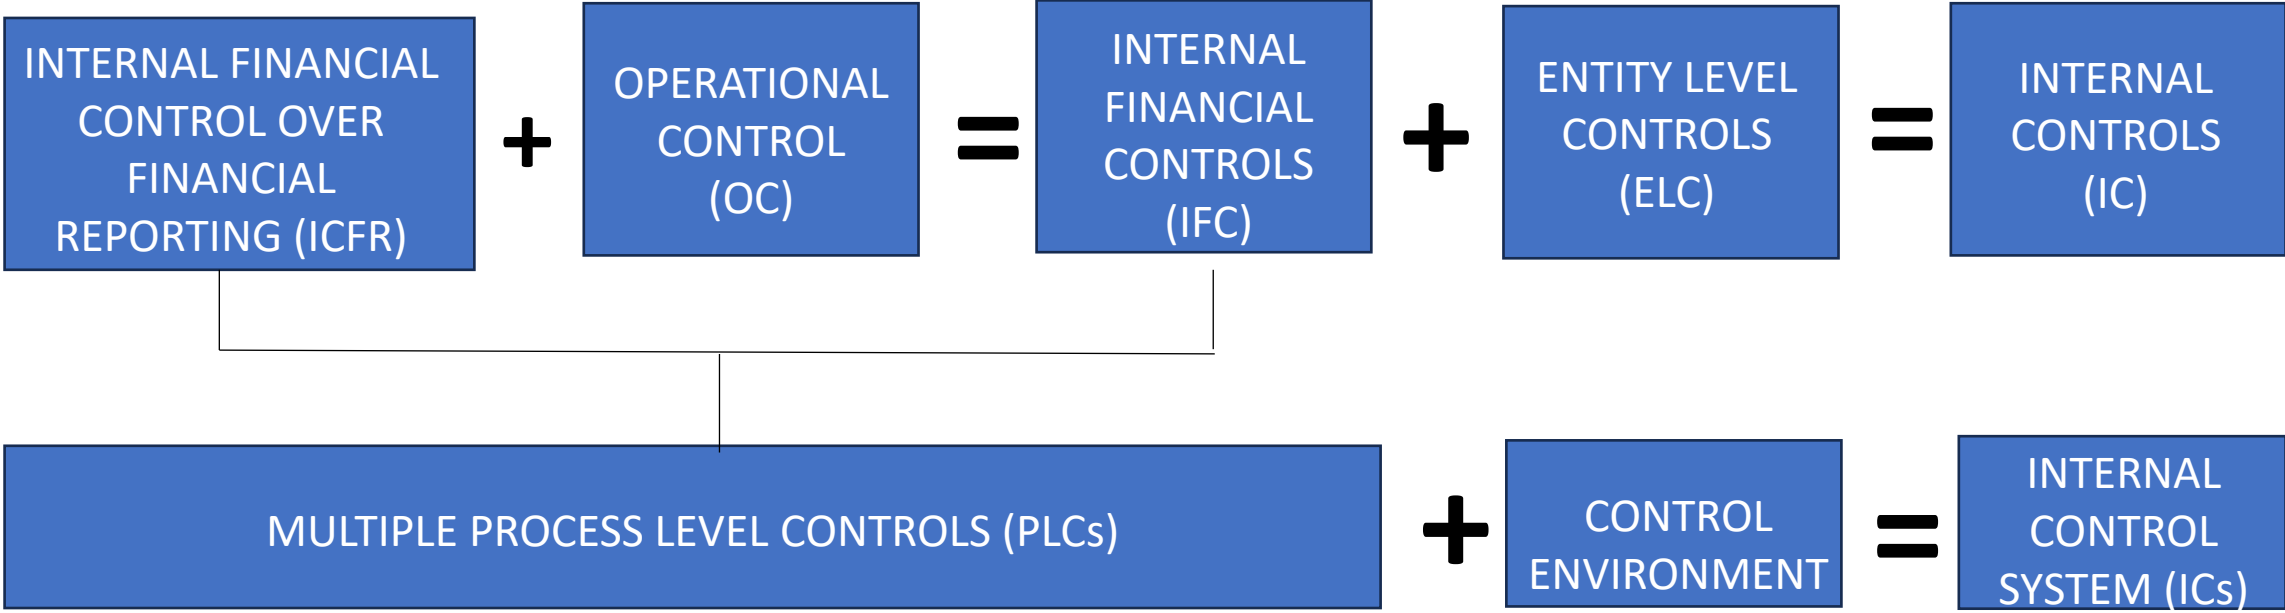 INTERNAL FINANCIAL
CONTROL OVER
FINANCIAL
REPORTING (ICFR)
+
OPERATIONAL
CONTROL
(OC)
=
INTERNAL
FINANCIAL
CONTROLS
(IFC)
+
ENTITY LEVEL
CONTROLS
(ELC)
=
INTERNAL
CONTROLS
(IC)
MULTIPLE PROCESS LEVEL CONTROLS (PLCs)
+
CONTROL
ENVIRONMENT
=
INTERNAL
CONTROL
SYSTEM (ICs)